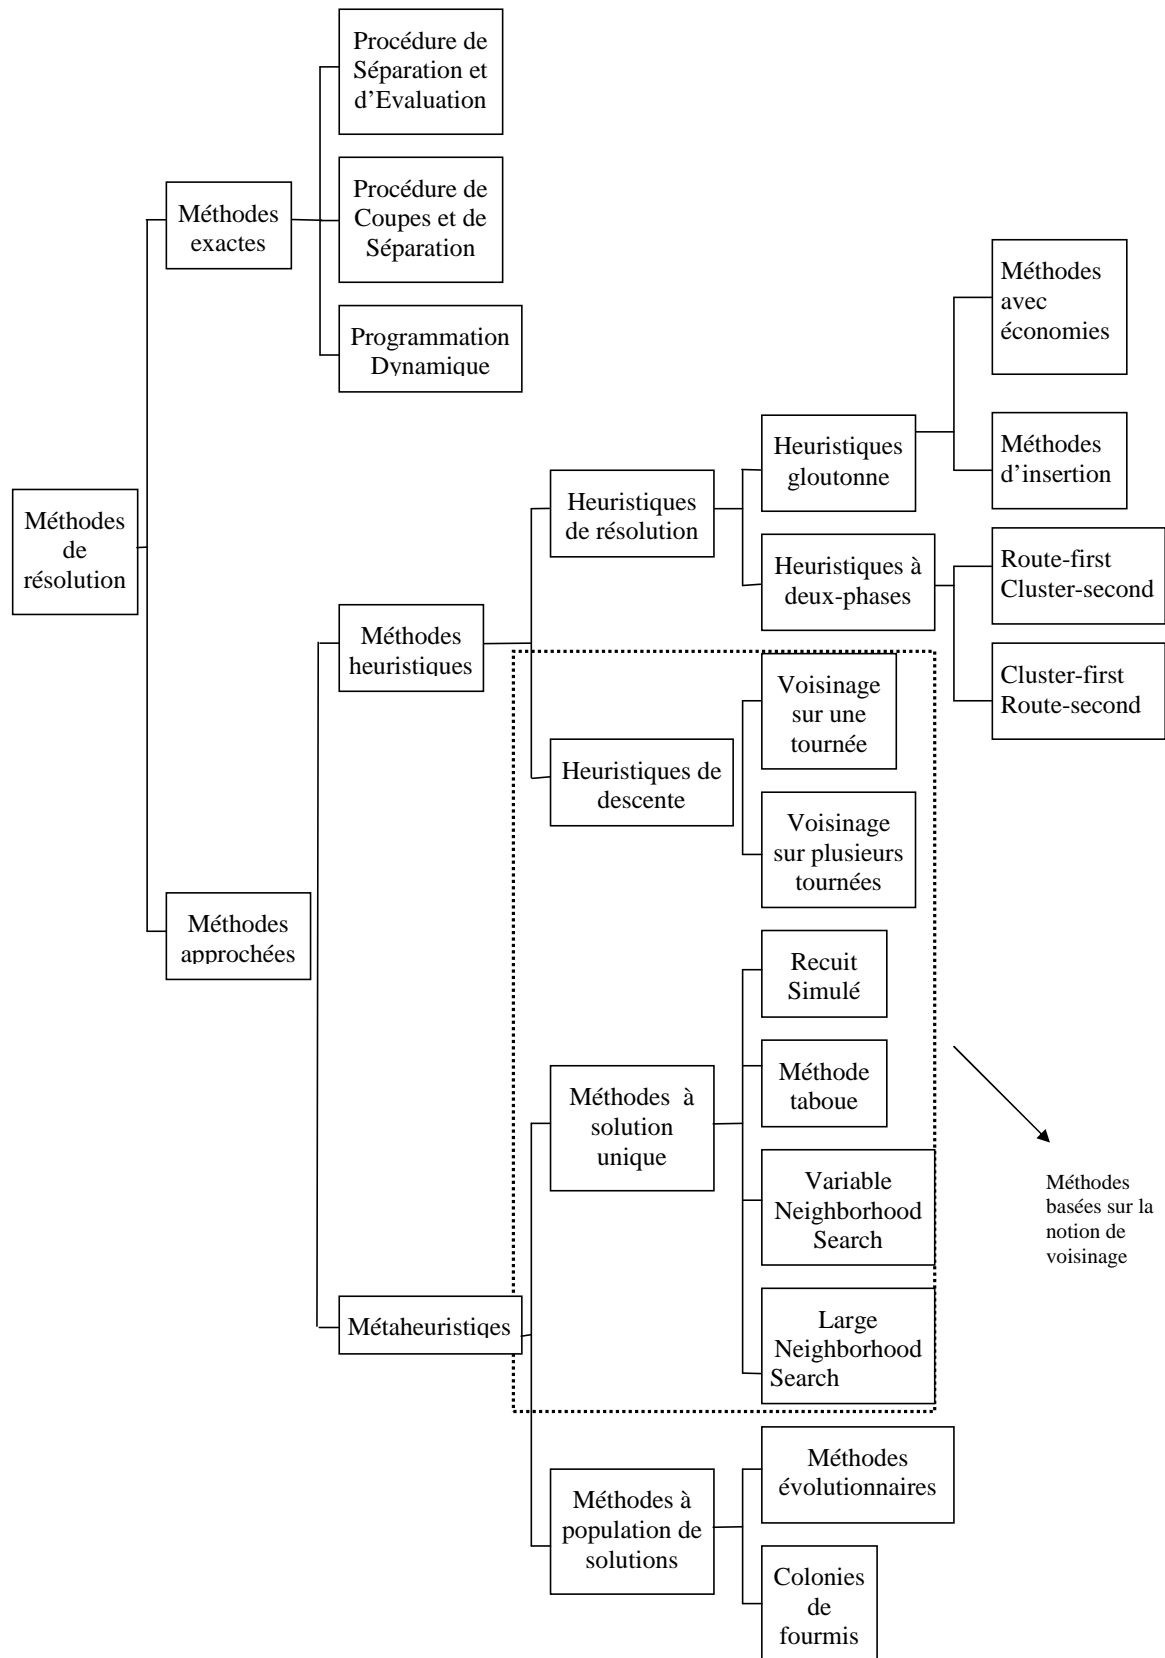 Procédure de
Séparation et
d’Evaluation
Procédure de
Coupes et de
Séparation
Programmation
Dynamique
Méthodes
exactes
Méthodes
de
résolution
Méthodes
approchées
Méthodes
heuristiques
Métaheuristiqes
Heuristiques
de résolution
Heuristiques de
descente
Méthodes à
solution
unique
Méthodes à
population de
solutions
Heuristiques
gloutonne
Heuristiques à
deux-phases
Voisinage
sur une
tournée
Voisinage
sur plusieurs
tournées
Recuit
Simulé
Méthode
taboue
Variable
Neighborhood
Search
Large
Neighborhood
Search
Méthodes
évolutionnaires
Colonies
de
fourmis
Méthodes
avec
économies
Méthodes
d’insertion
Route-first
Cluster-second
Cluster-first
Route-second
Méthodes
basées sur la
notion de
voisinage